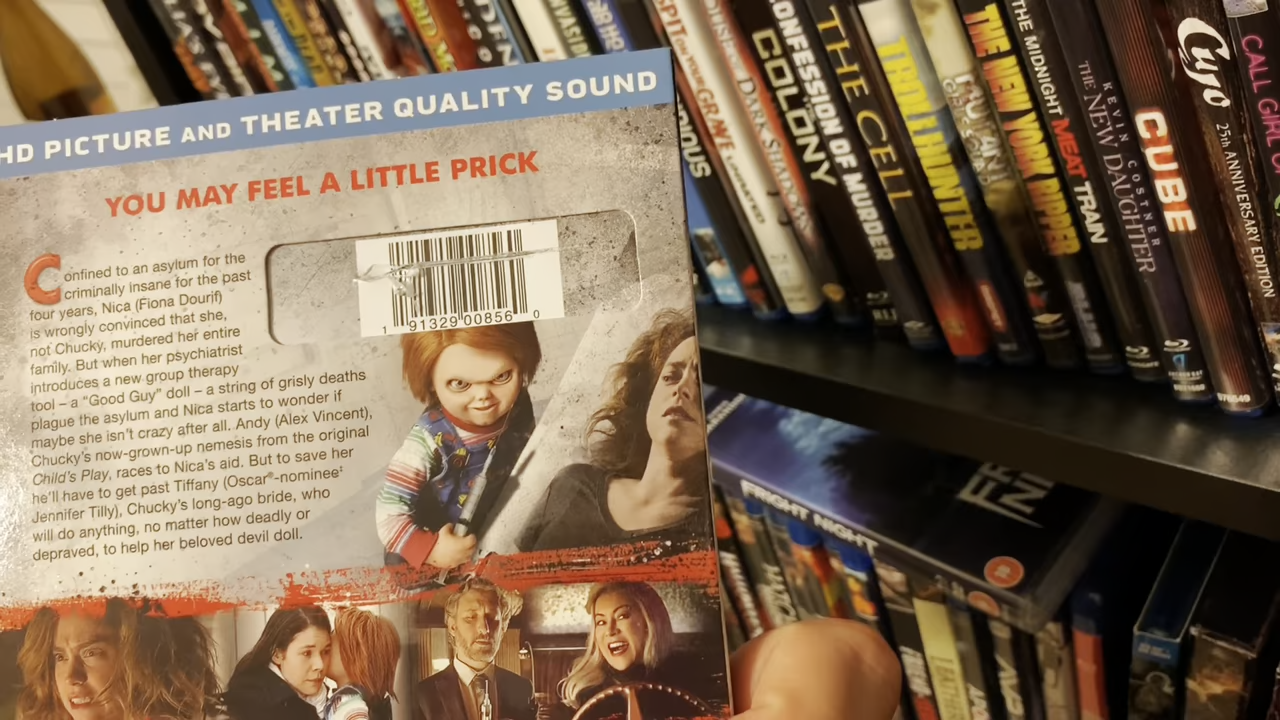 HD PICTURE AND THEATER QUALITY SOUND
YOU MAY FEEL A LITTLE PRICK
Confined to an asylum for the
criminally insane for the past
four years, Nica (Fiona Dourif)
is wrongly convinced that she,
not Chucky, murdered her entire
family. But when her psychiatrist
introduces a new group therapy
tool – a “Good Guy” doll – a string of grisly deaths
plague the asylum and Nica starts to wonder if
maybe she isn’t crazy after all. Andy (Alex Vincent),
Chucky’s now-grown-up nemesis from the original
Child’s Play, races to Nica’s aid. But to save her
he’ll have to get past Tiffany (Oscar®-nominee‡
Jennifer Tilly), Chucky’s long-ago bride, who
will do anything, no matter how deadly or
depraved, to help her beloved devil doll.
1 91329 00856 0
SPIT ON YOUR GRAVE UNRATED
DARK SHADOWS
COLONY
CONFESSION OF MURDER
THE CELL
TROLLHUNTER
THE NEW YORK RIPPER
THE MIDNIGHT MEAT TRAIN
KEVIN COSTNER
THE NEW DAUGHTER
CUBE
Cujo
25th ANNIVERSARY EDITION
CALL GIRL OF
FRIGHT NIGHT